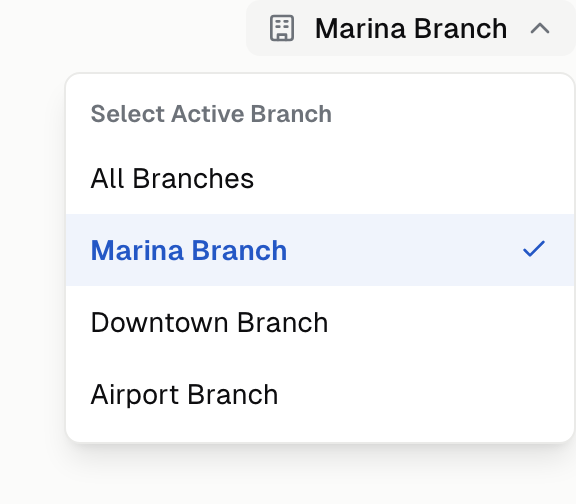 Marina Branch
Select Active Branch
All Branches
Marina Branch
Downtown Branch
Airport Branch